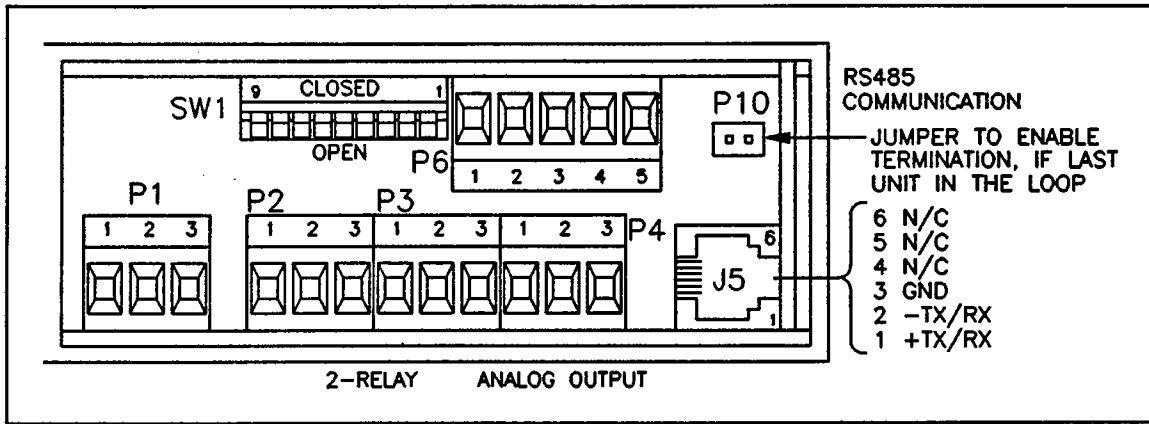 SW1
9 CLOSED 1
OPEN
P6
1 2 3 4 5
P10
RS485
COMMUNICATION
JUMPER TO ENABLE
TERMINATION, IF LAST
UNIT IN THE LOOP
P1
1 2 3
P2
1 2 3
P3
1 2 3
P4
1 2 3
J5
6
1
6 N/C
5 N/C
4 N/C
3 GND
2 -TX/RX
1 +TX/RX
2-RELAY ANALOG OUTPUT